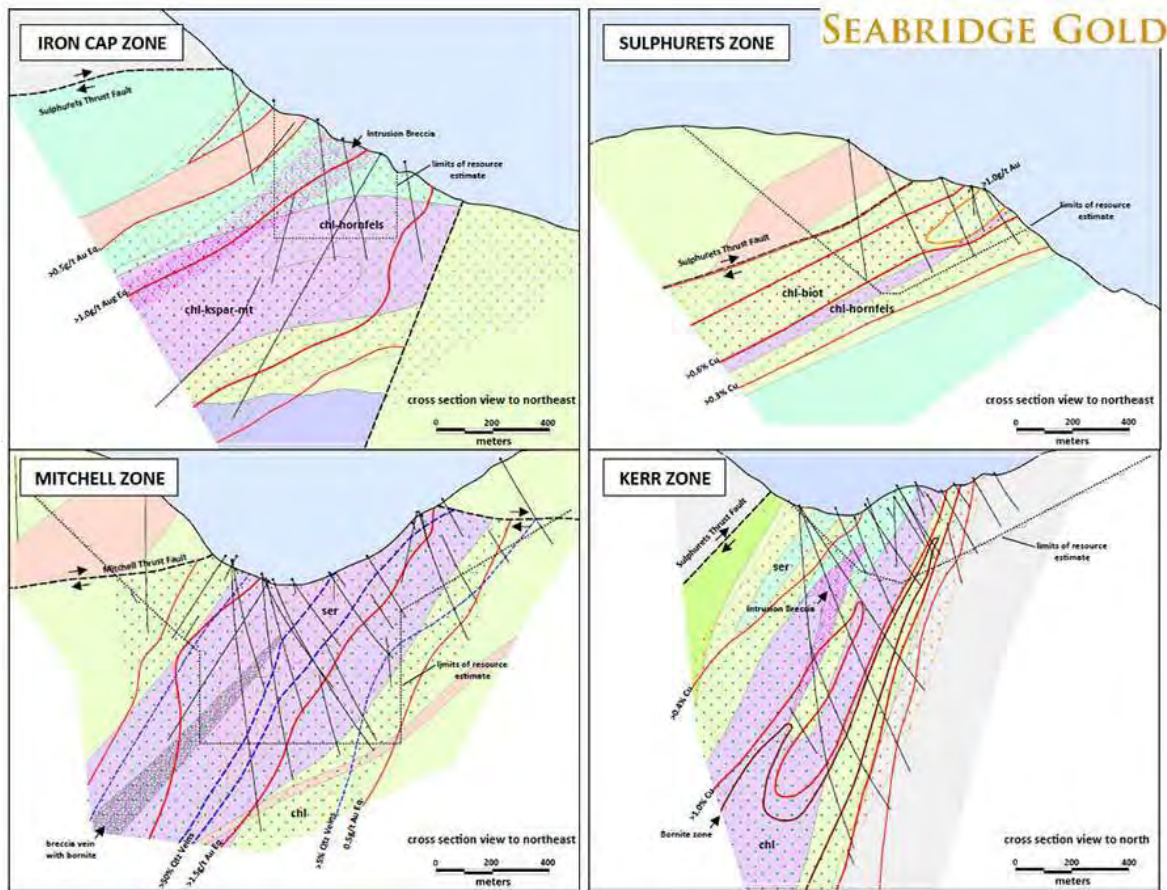 IRON CAP ZONE
Sulphurets Thrust Fault
Intrusion Breccia
limits of resource
estimate
chl-hornfels
>0.5g/t Au Eq.
>1.0g/t Aug Eq.
chl-kspar-mt
cross section view to northeast
0 200 400
meters
SULPHURETS ZONE
SEABRIDGE GOLD
>1.0g/t Au
limits of resource
estimate
Sulphurets Thrust Fault
chl-biot
chl-hornfels
>0.6% Cu
>0.3% Cu
cross section view to northeast
0 200 400
meters
MITCHELL ZONE
Mitchell Thrust Fault
ser
limits of resource
estimate
chl
breccia vein
with bornite
>50% Qtz Veins
>1.5g/t Au Eq
>5% Qtz Veins
0.5g/t Au Eq
cross section view to northeast
0 200 400
meters
KERR ZONE
Sulphurets Thrust Fault
limits of resource
estimate
ser
Intrusion Breccia
>0.4% Cu
>1.0% Cu
Bornite zone
chl
cross section view to north
0 200 400
meters